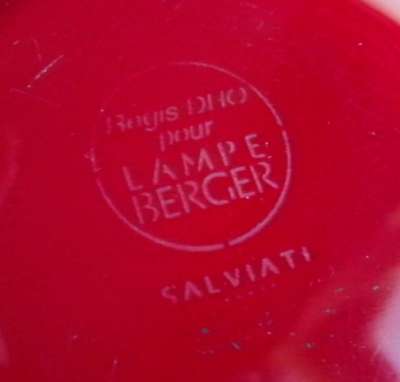 Regis DHO
pour
LAMPE
BERGER
SALVIATI